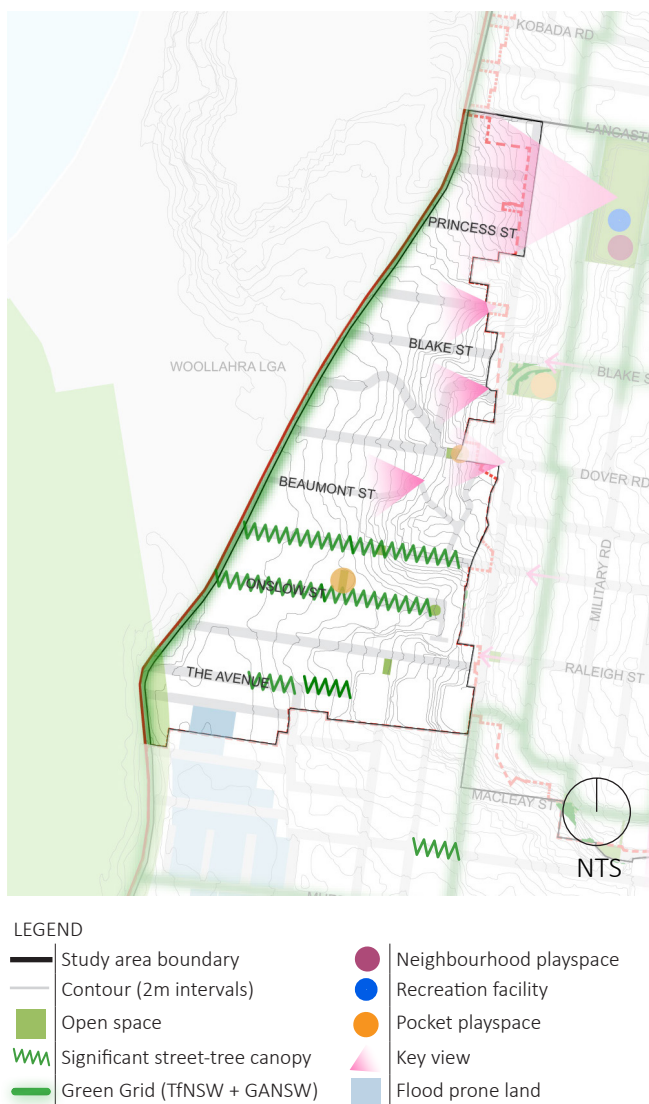 KOBADA RD
LANCAST
PRINCESS ST
BLAKE ST
WOOLLAHRA LGA
BLAKE S
DOVER RD
BEAUMONT ST
MILITARY RD
ONSLOW ST
RALEIGH ST
THE AVENUE
MACLEAY ST
NTS
LEGEND
Study area boundary
Contour (2m intervals)
Open space
Significant street-tree canopy
Green Grid (TfNSW + GANSW)
Neighbourhood playspace
Recreation facility
Pocket playspace
Key view
Flood prone land